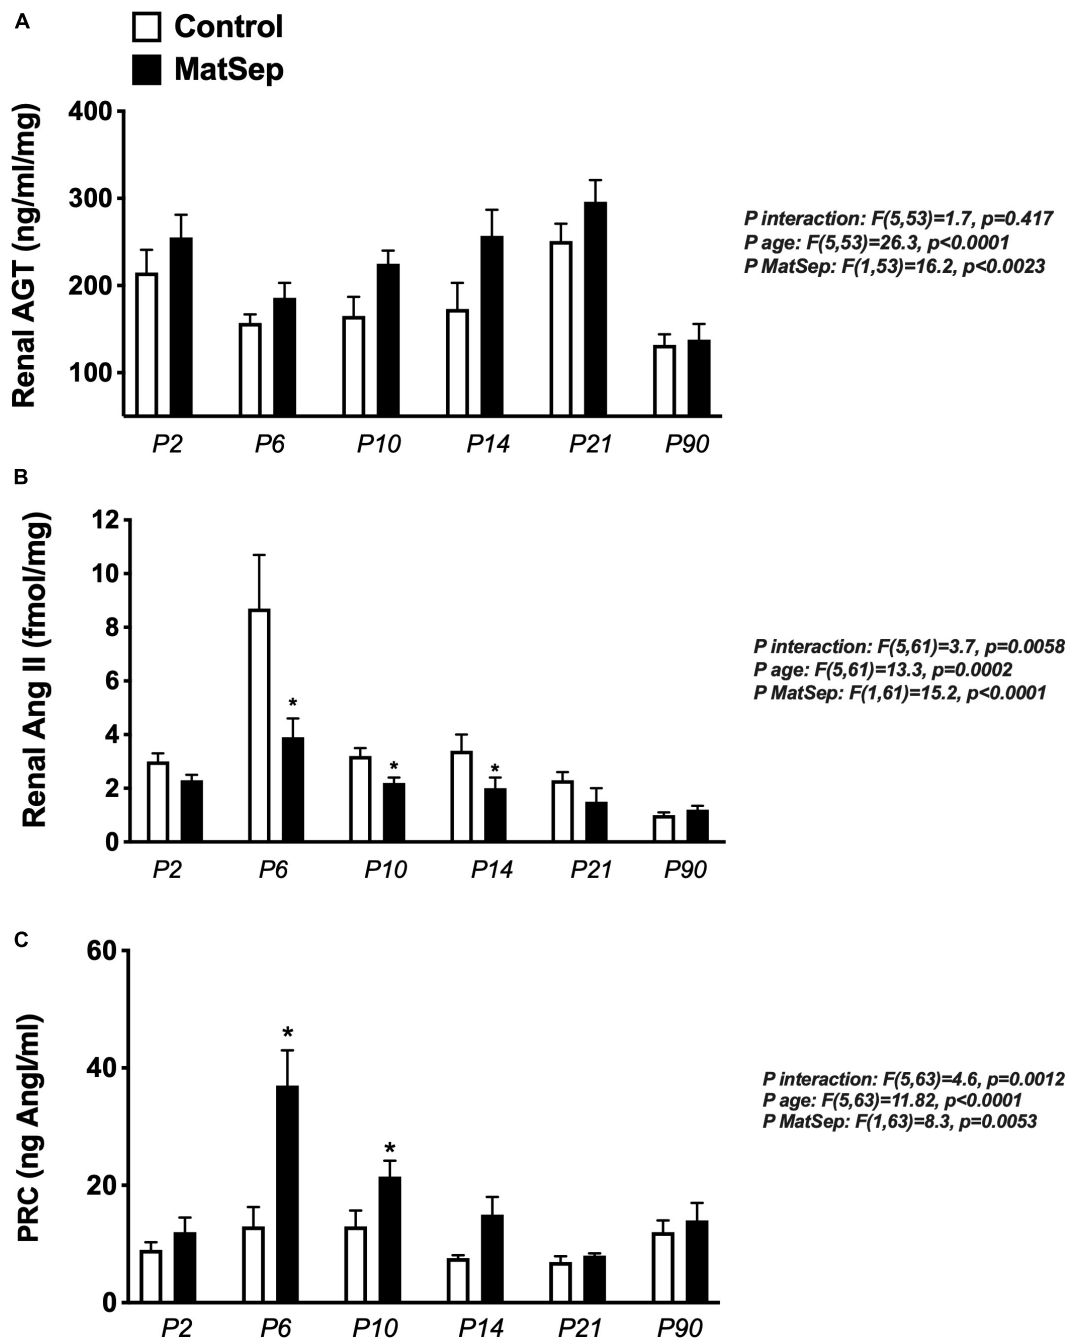 A
Control
MatSep
Renal AGT (ng/ml/mg)
400
300
200
100
P2 P6 P10 P14 P21 P90
P interaction: F(5,53)=1.7, p=0.417
P age: F(5,53)=26.3, p<0.0001
P MatSep: F(1,53)=16.2, p<0.0023
B
Renal Ang II (fmol/mg)
12
10
8
6
4
2
0
*
*
*
P2 P6 P10 P14 P21 P90
P interaction: F(5,61)=3.7, p=0.0058
P age: F(5,61)=13.3, p=0.0002
P MatSep: F(1,61)=15.2, p<0.0001
C
PRC (ng AngI/ml)
60
40
20
0
*
*
P2 P6 P10 P14 P21 P90
P interaction: F(5,63)=4.6, p=0.0012
P age: F(5,63)=11.82, p<0.0001
P MatSep: F(1,63)=8.3, p=0.0053